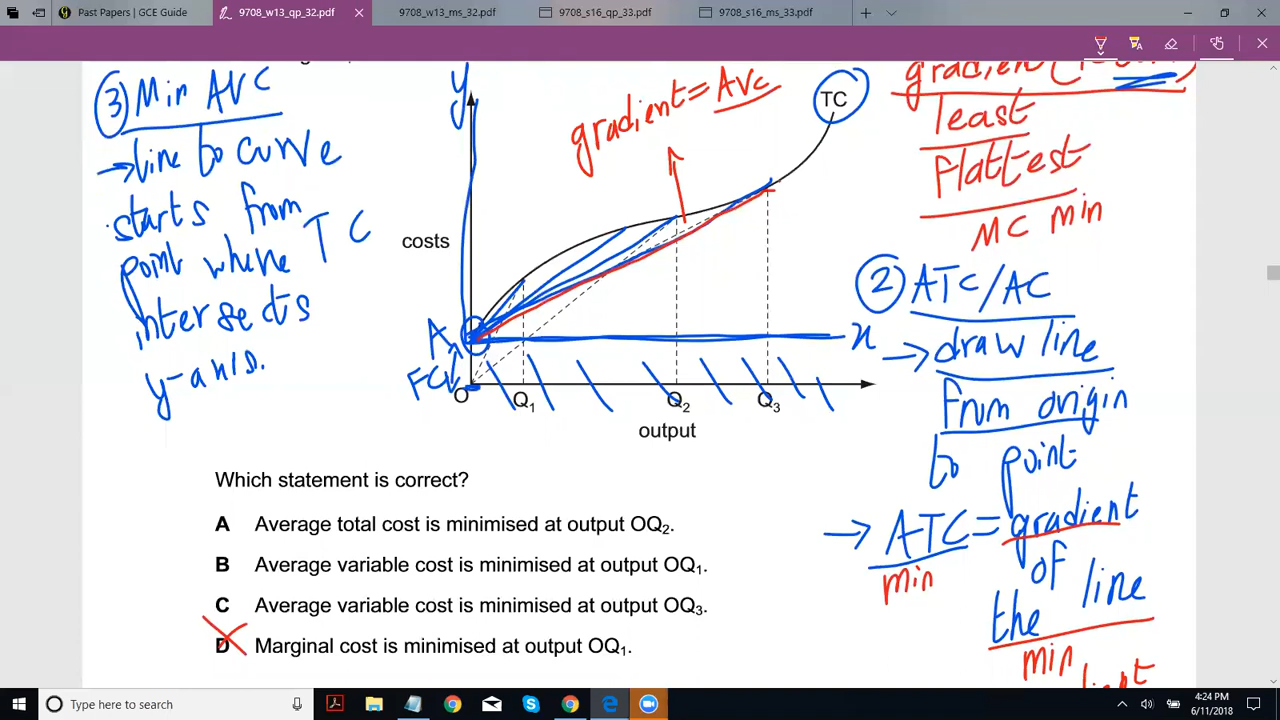 Past Papers | GCE Guide
9708_w13_qp_32.pdf
9708_w13_ms_32.pdf
9708_s16_qp_33.pdf
9708_s16_ms_33.pdf
③ Min AVC
→ line to curve
starts from
point where TC
intersects
y-axis.
y
gradient = AVC
TC
costs
A
FC
O
Q1
Q2
Q3
x
output
gradient
least
flattest
MC min
② ATC/AC
→ draw line
from origin
to point
→ ATC = gradient
min
of
the line
min
Which statement is correct?
A Average total cost is minimised at output OQ2.
B Average variable cost is minimised at output OQ1.
C Average variable cost is minimised at output OQ3.
D Marginal cost is minimised at output OQ1.
Type here to search
4:24 PM
6/11/2018